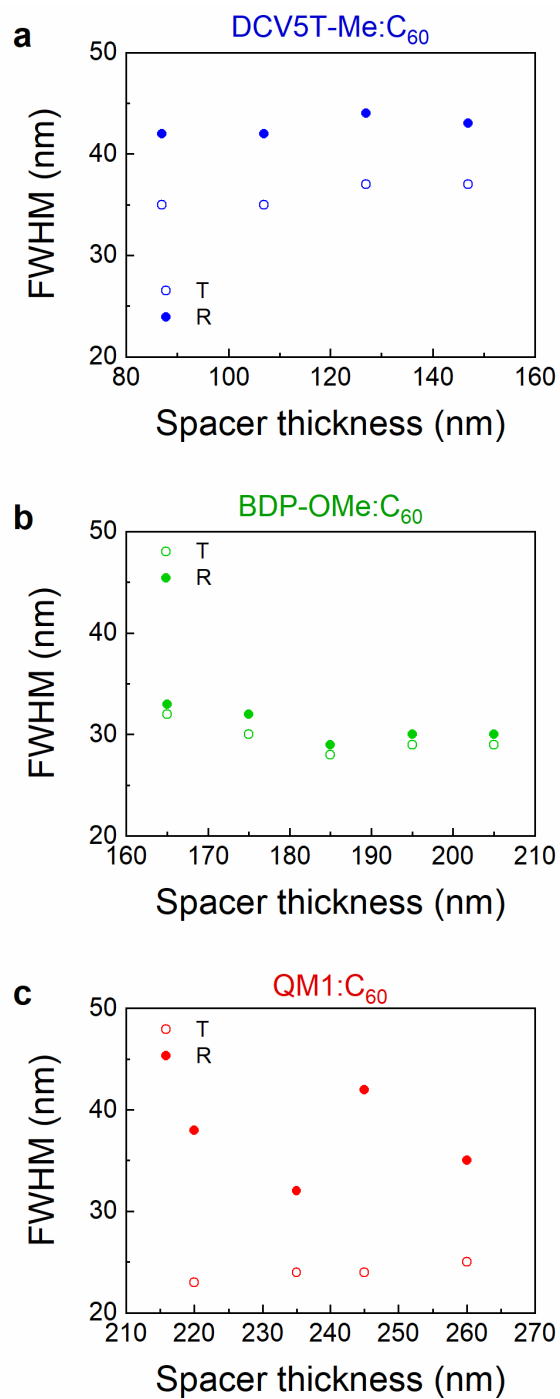 a
DCV5T-Me:C60
50
40
30
20
FWHM (nm)
T
R
80 100 120 140 160
Spacer thickness (nm)
b
BDP-OMe:C60
50
40
30
20
FWHM (nm)
T
R
160 170 180 190 200 210
Spacer thickness (nm)
c
QM1:C60
50
40
30
20
FWHM (nm)
T
R
210 220 230 240 250 260 270
Spacer thickness (nm)